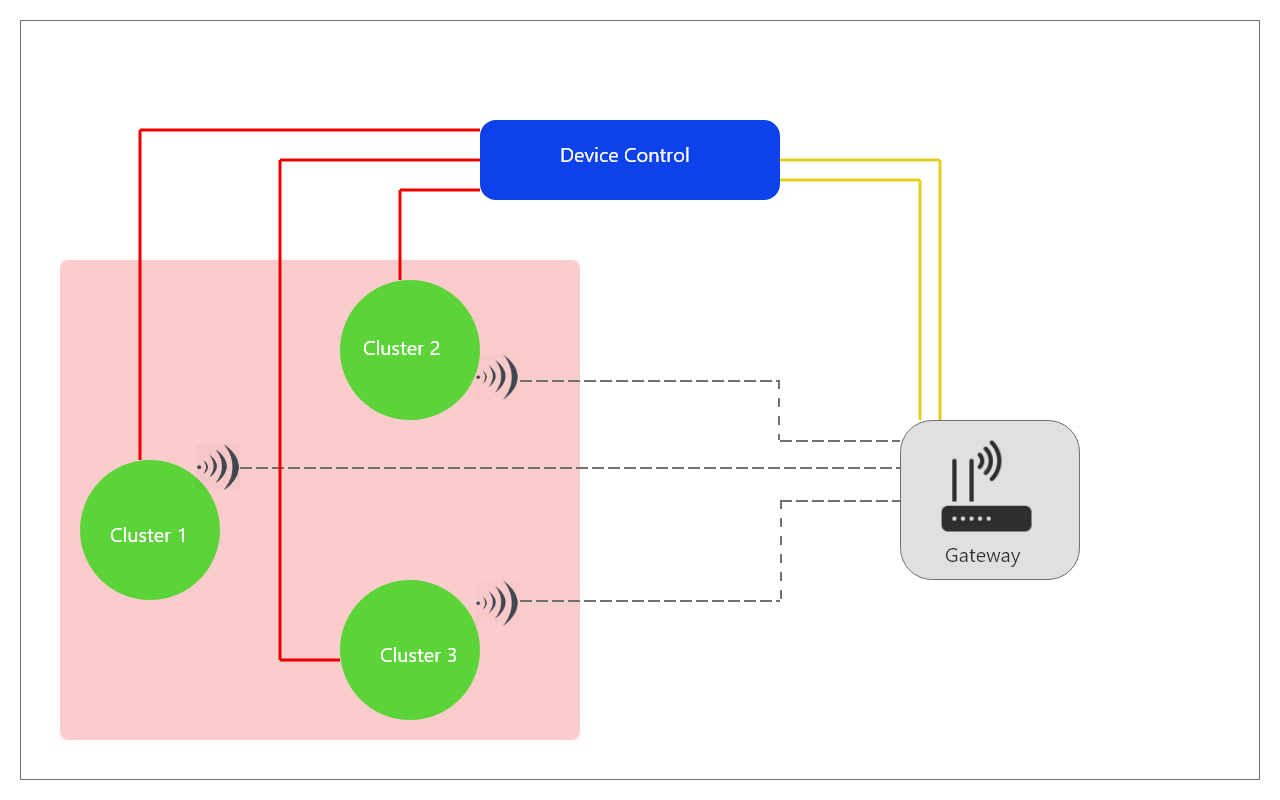 Device Control
Cluster 2
Cluster 1
Gateway
Cluster 3